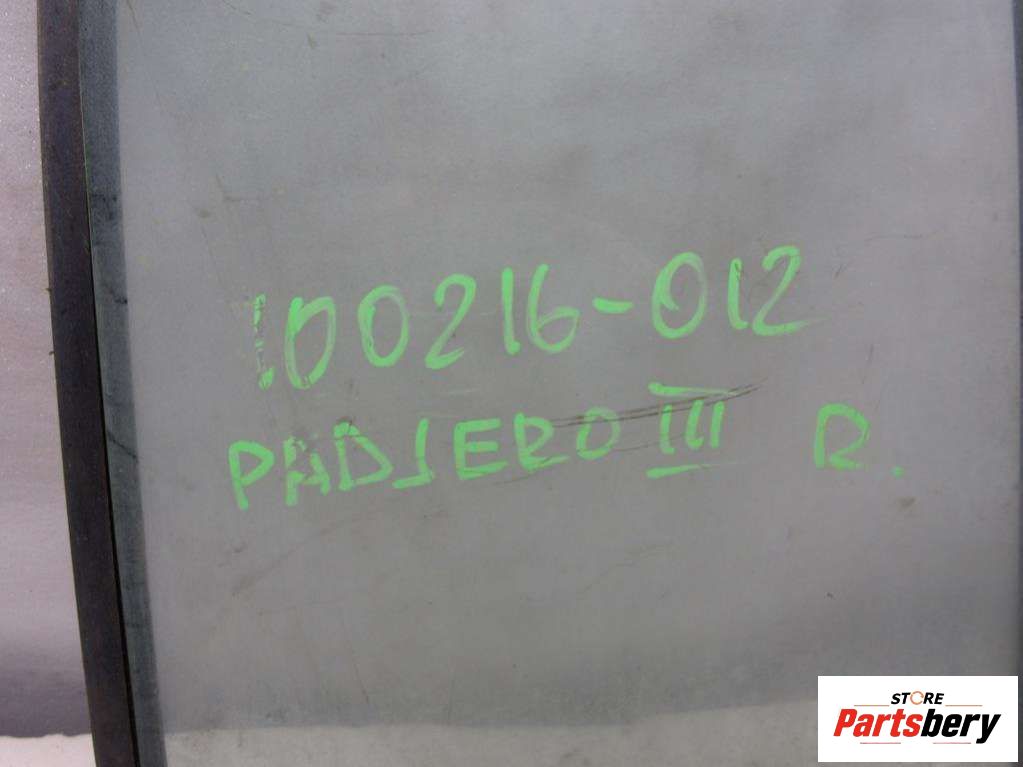 100216-012
PADJERO III R.
STORE
Partsbery